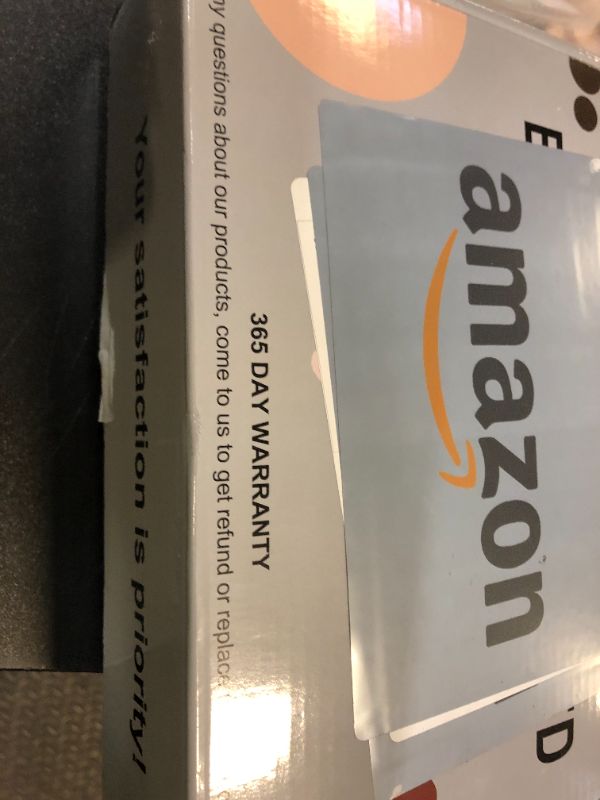 amazon
365 DAY WARRANTY
questions about our products, come to us to get refund or
Your satisfaction is priority!